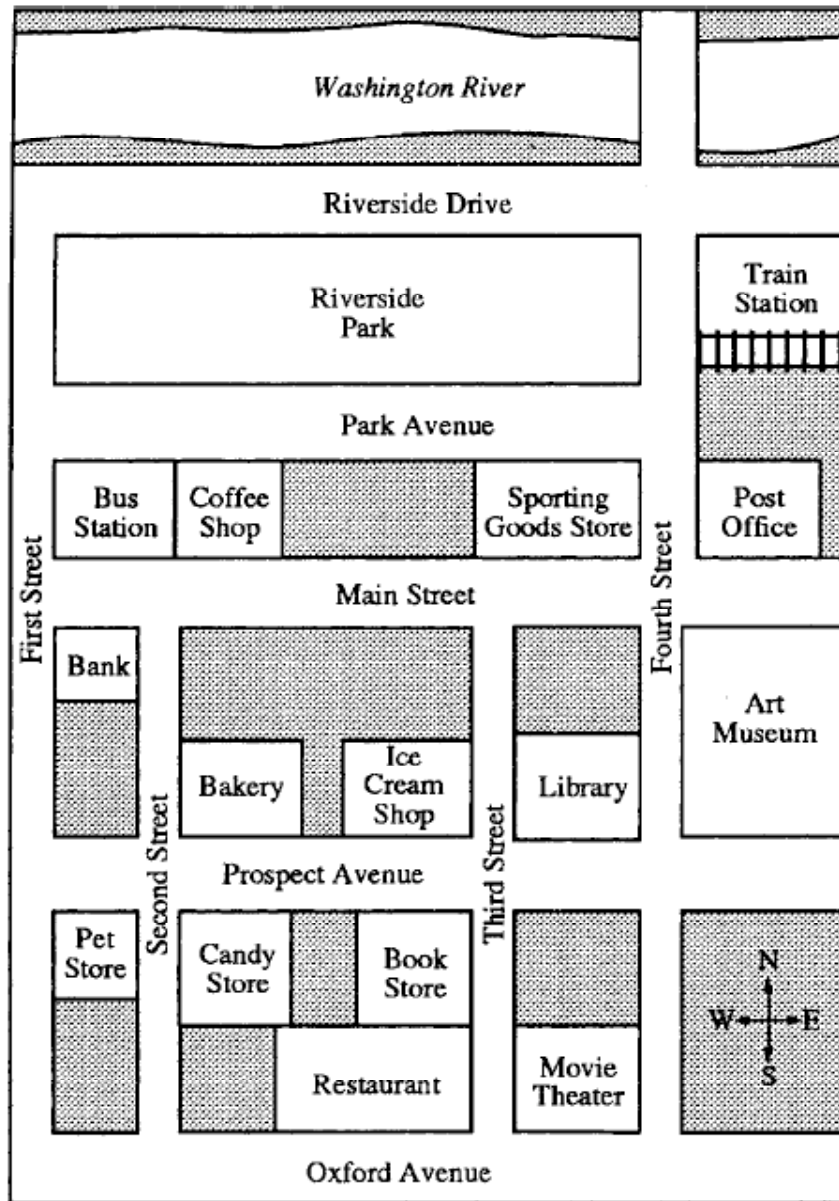 Washington River
Riverside Drive
Riverside
Park
Train
Station
Park Avenue
Bus
Station
Coffee
Shop
Sporting
Goods Store
Post
Office
First Street
Main Street
Fourth Street
Bank
Art
Museum
Bakery
Ice
Cream
Shop
Library
Second Street
Prospect Avenue
Third Street
Pet
Store
Candy
Store
Book
Store
N
W
E
S
Restaurant
Movie
Theater
Oxford Avenue